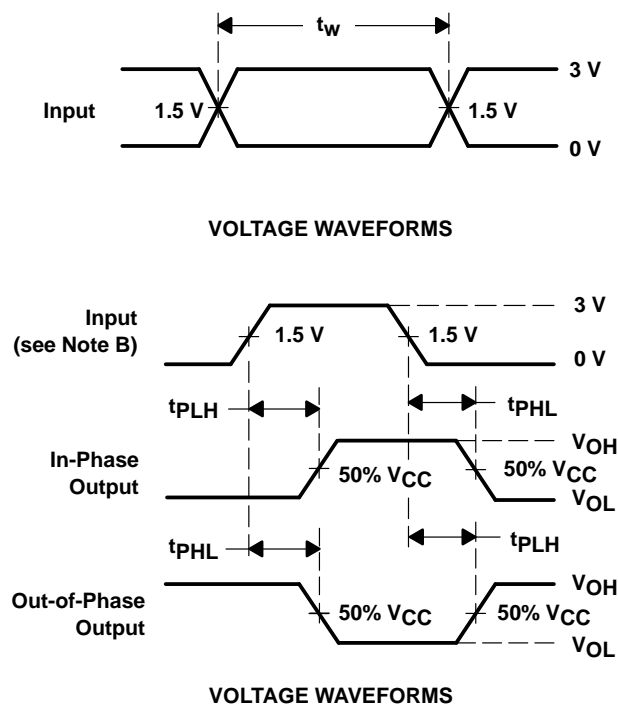 tw
3 V
Input
1.5 V
1.5 V
0 V
VOLTAGE WAVEFORMS
Input
(see Note B)
3 V
1.5 V
1.5 V
0 V
tPLH
tPHL
In-Phase
Output
VOH
50% VCC
50% VCC
VOL
tPHL
tPLH
Out-of-Phase
Output
VOH
50% VCC
50% VCC
VOL
VOLTAGE WAVEFORMS